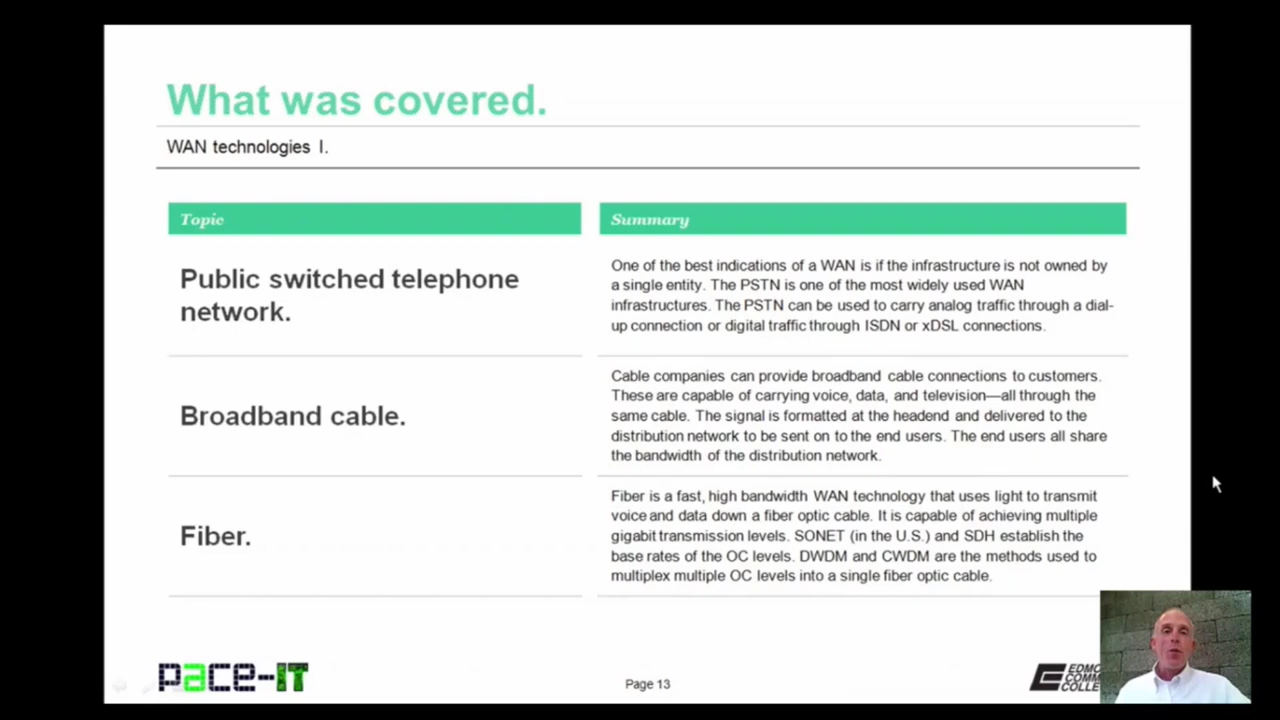 What was covered.
WAN technologies I.
Topic
Summary
Public switched telephone
network.
One of the best indications of a WAN is if the infrastructure is not owned by
a single entity. The PSTN is one of the most widely used WAN
infrastructures. The PSTN can be used to carry analog traffic through a dial-
up connection or digital traffic through ISDN or xDSL connections.
Broadband cable.
Cable companies can provide broadband cable connections to customers.
These are capable of carrying voice, data, and television—all through the
same cable. The signal is formatted at the headend and delivered to the
distribution network to be sent on to the end users. The end users all share
the bandwidth of the distribution network.
Fiber.
Fiber is a fast, high bandwidth WAN technology that uses light to transmit
voice and data down a fiber optic cable. It is capable of achieving multiple
gigabit transmission levels. SONET (in the U.S.) and SDH establish the
base rates of the OC levels. DWDM and CWDM are the methods used to
multiplex multiple OC levels into a single fiber optic cable.
pace-IT
Page 13